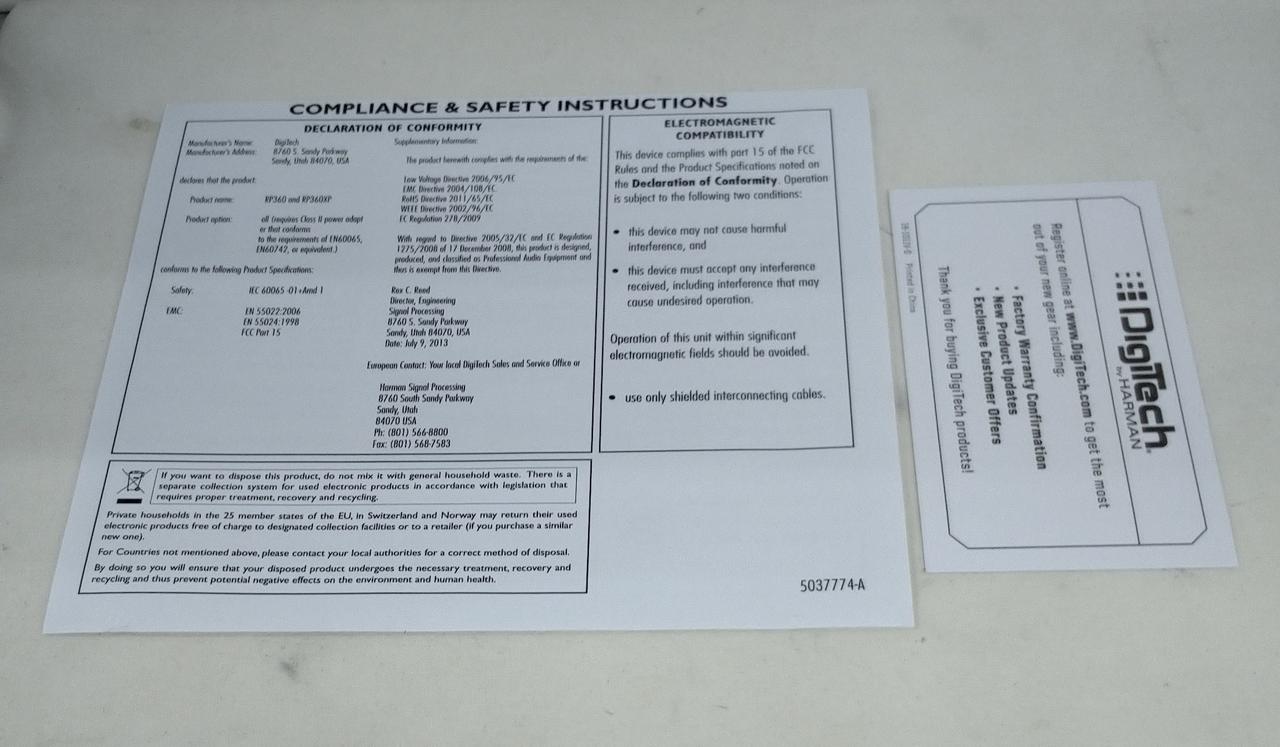 COMPLIANCE & SAFETY INSTRUCTIONS
DECLARATION OF CONFORMITY
Manufacturer's Name: DigiTech
Manufacturer's Address: 8760 S. Sandy Parkway
Sandy, Utah 84070, USA
declares that the product:
Product name: RP360 and RP360XP
Product option: all (requires Class II power adapt
er that conforms
to the requirements of EN60065,
EN60742, or equivalent.)
conforms to the following Product Specifications:
Safety: IEC 60065 -01+Amd 1
EMC: EN 55022:2006
EN 55024:1998
FCC Part 15
Supplementary Information:
The product herewith complies with the requirements of the:
Low Voltage Directive 2006/95/EC
EMC Directive 2004/108/EC.
RoHS Directive 2011/65/EC
WEEE Directive 2002/96/EC
EC Regulation 278/2009
With regard to Directive 2005/32/EC and EC Regulation
1275/2008 of 17 December 2008, this product is designed,
produced, and classified as Professional Audio Equipment and
thus is exempt from this Directive.
Rex C. Reed
Director, Engineering
Signal Processing
8760 S. Sandy Parkway
Sandy, Utah 84070, USA
Date: July 9, 2013
European Contact: Your local DigiTech Sales and Service Office or
Harman Signal Processing
8760 South Sandy Parkway
Sandy, Utah
84070 USA
Ph: (801) 566-8800
Fax: (801) 568-7583
ELECTROMAGNETIC
COMPATIBILITY
This device complies with part 15 of the FCC
Rules and the Product Specifications noted on
the Declaration of Conformity. Operation
is subject to the following two conditions:
• this device may not cause harmful
interference, and
• this device must accept any interference
received, including interference that may
cause undesired operation.
Operation of this unit within significant
electromagnetic fields should be avoided.
• use only shielded interconnecting cables.
If you want to dispose this product, do not mix it with general household waste. There is a
separate collection system for used electronic products in accordance with legislation that
requires proper treatment, recovery and recycling.
Private households in the 25 member states of the EU, in Switzerland and Norway may return their used
electronic products free of charge to designated collection facilities or to a retailer (if you purchase a similar
new one).
For Countries not mentioned above, please contact your local authorities for a correct method of disposal.
By doing so you will ensure that your disposed product undergoes the necessary treatment, recovery and
recycling and thus prevent potential negative effects on the environment and human health.
5037774-A
DigiTech
by HARMAN
Register online at www.DigiTech.com to get the most
out of your new gear including:
• Factory Warranty Confirmation
• New Product Updates
• Exclusive Customer Offers
Thank you for buying DigiTech products!
Printed in China